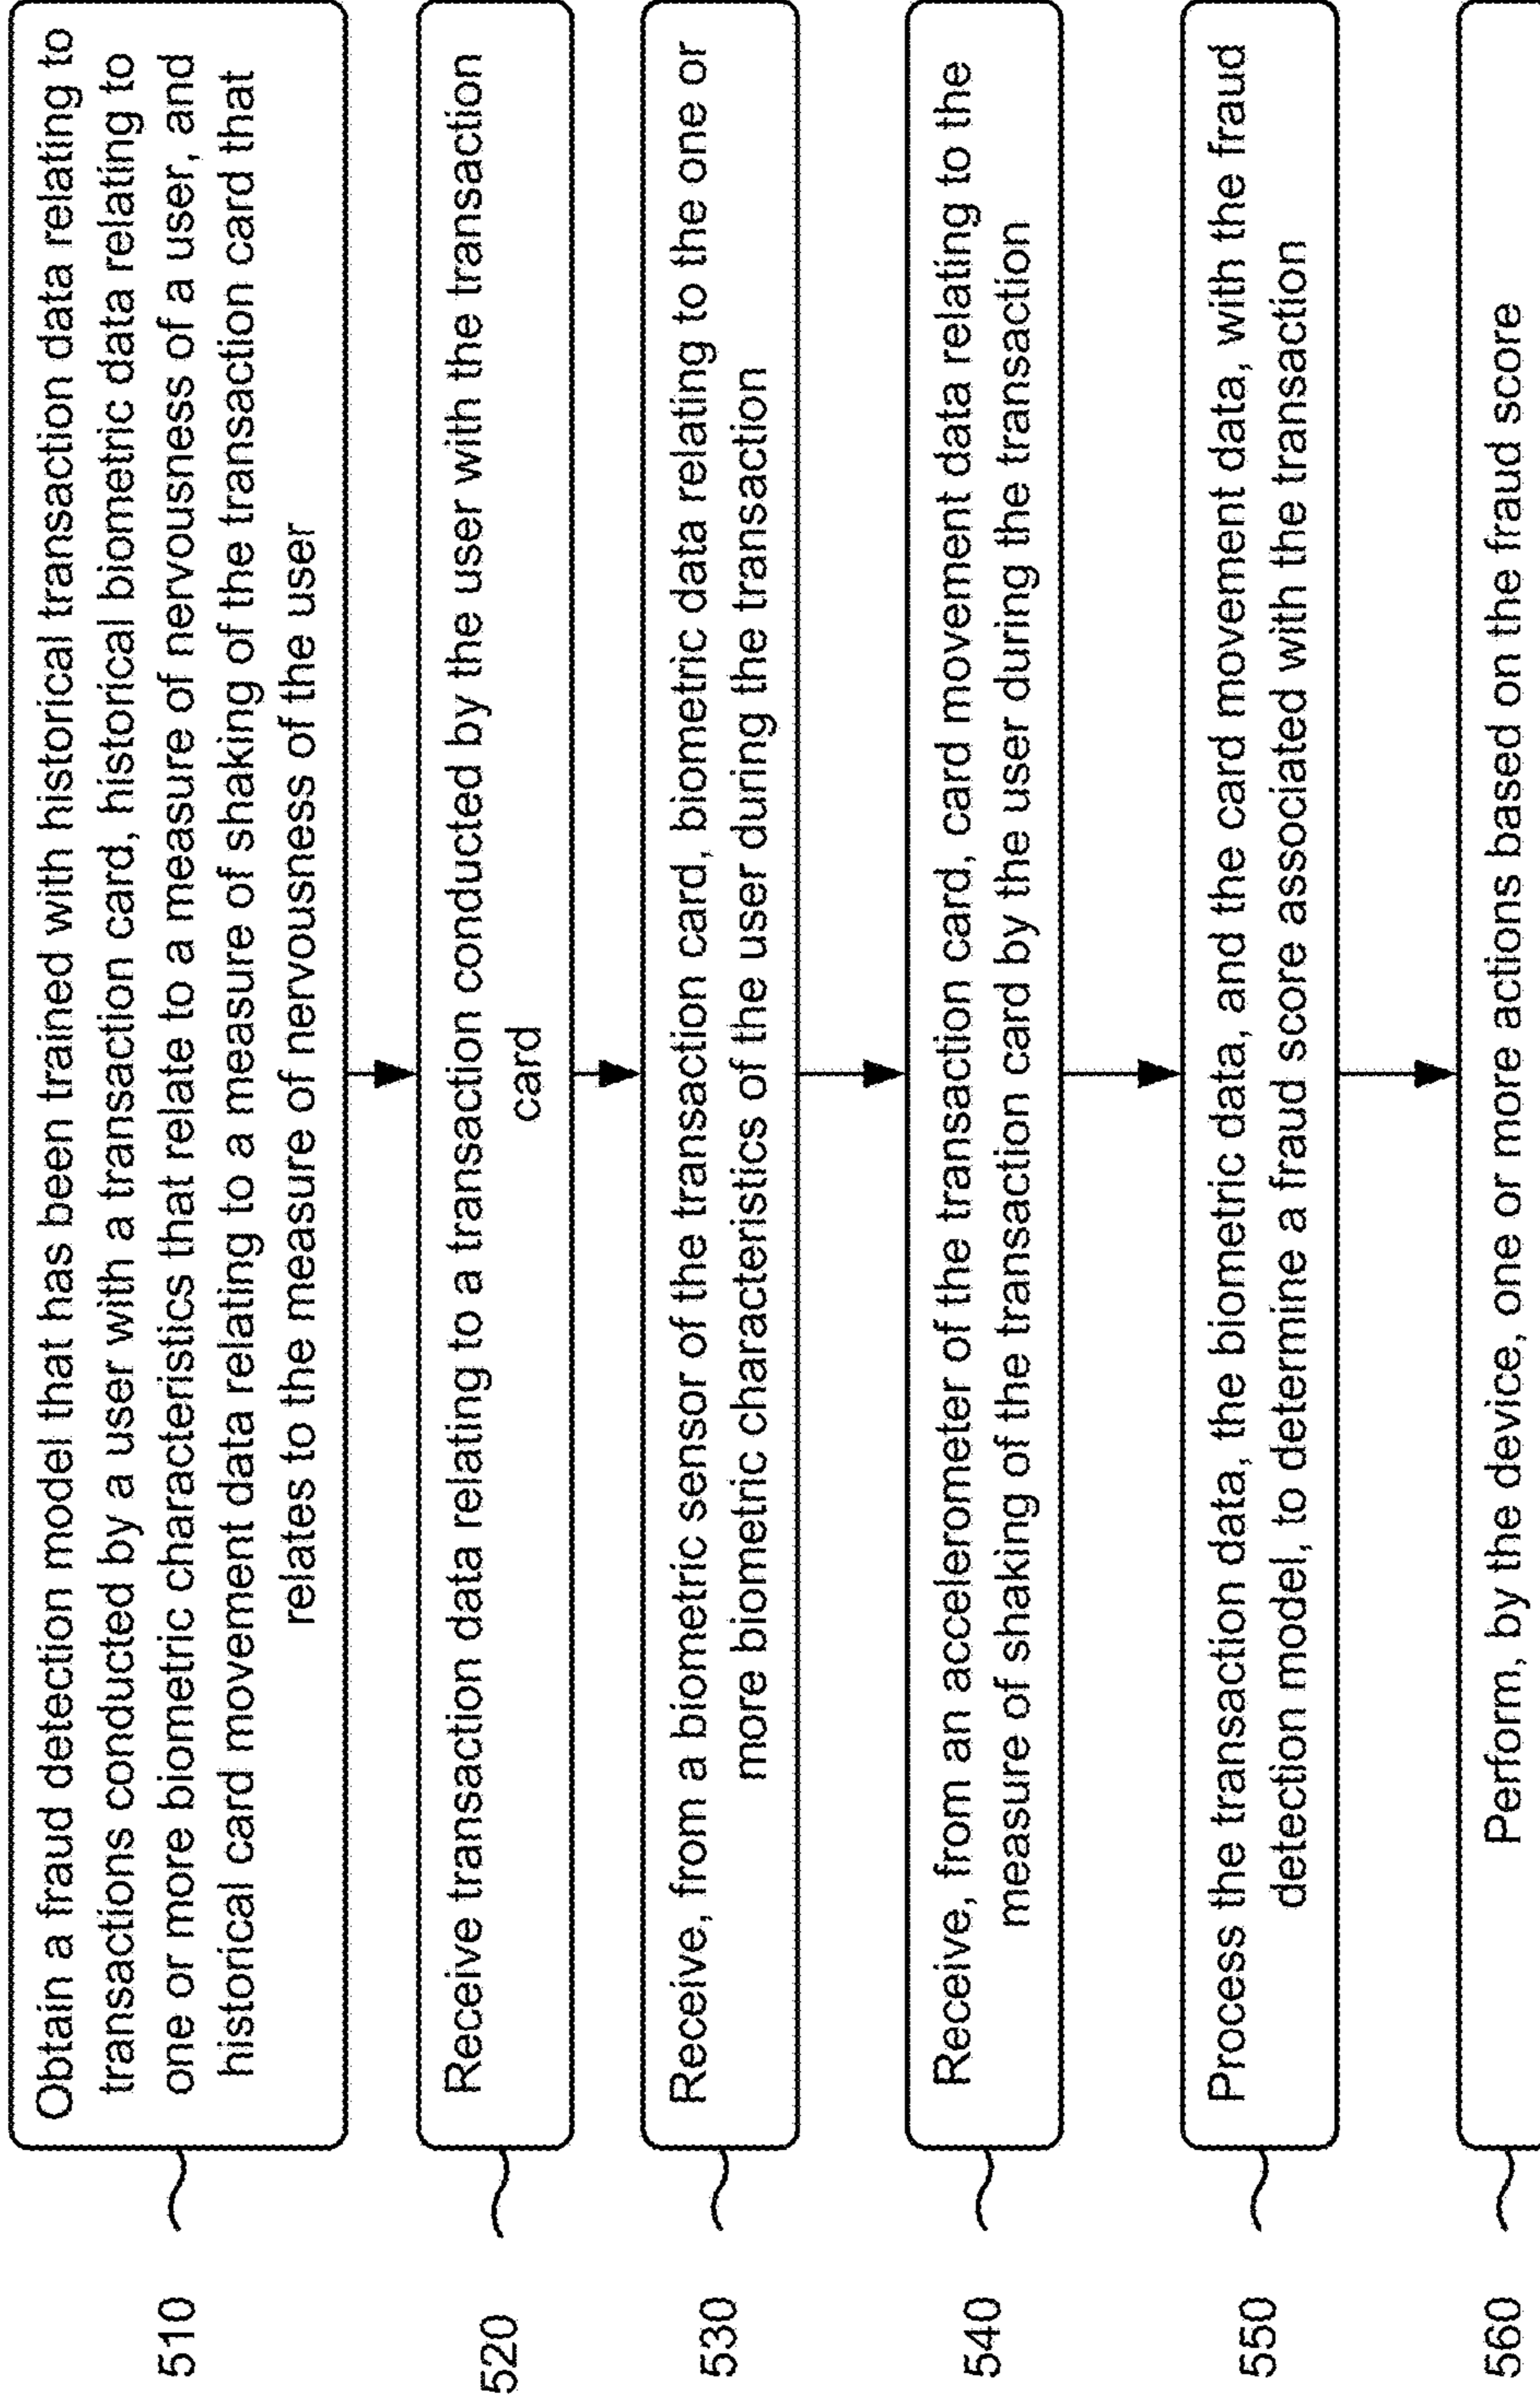 510
Obtain a fraud detection model that has been trained with historical transaction data relating to
transactions conducted by a user with a transaction card, historical biometric data relating to
one or more biometric characteristics that relate to a measure of nervousness of a user, and
historical card movement data relating to a measure of shaking of the transaction card that
relates to the measure of nervousness of the user
520
Receive transaction data relating to a transaction conducted by the user with the transaction
card
530
Receive, from a biometric sensor of the transaction card, biometric data relating to the one or
more biometric characteristics of the user during the transaction
540
Receive, from an accelerometer of the transaction card, card movement data relating to the
measure of shaking of the transaction card by the user during the transaction
550
Process the transaction data, the biometric data, and the card movement data, with the fraud
detection model, to determine a fraud score associated with the transaction
560
Perform, by the device, one or more actions based on the fraud score